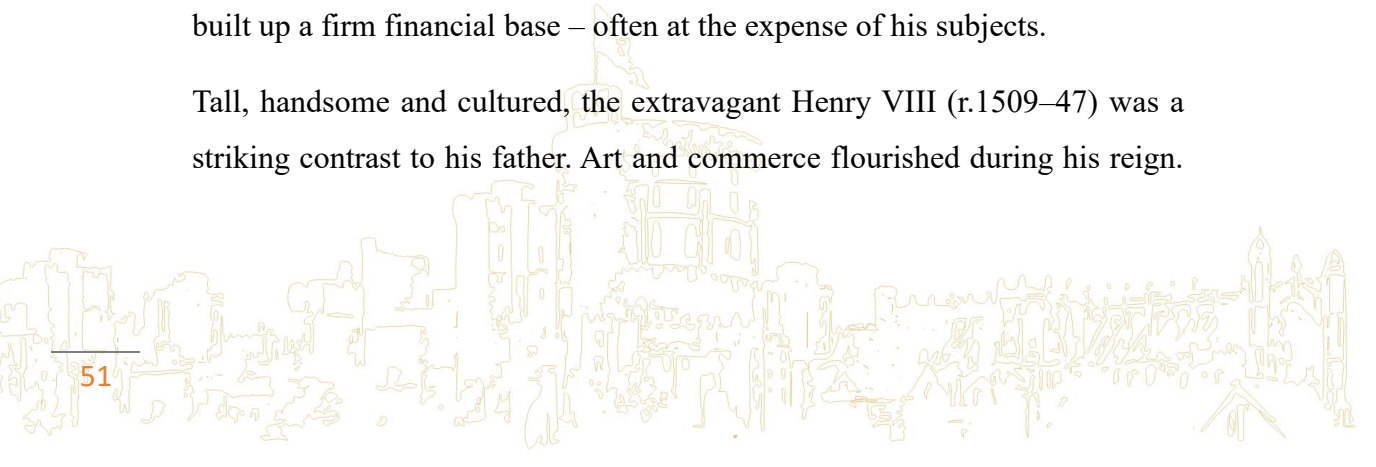 built up a firm financial base – often at the expense of his subjects.
Tall, handsome and cultured, the extravagant Henry VIII (r.1509–47) was a
striking contrast to his father. Art and commerce flourished during his reign.
51